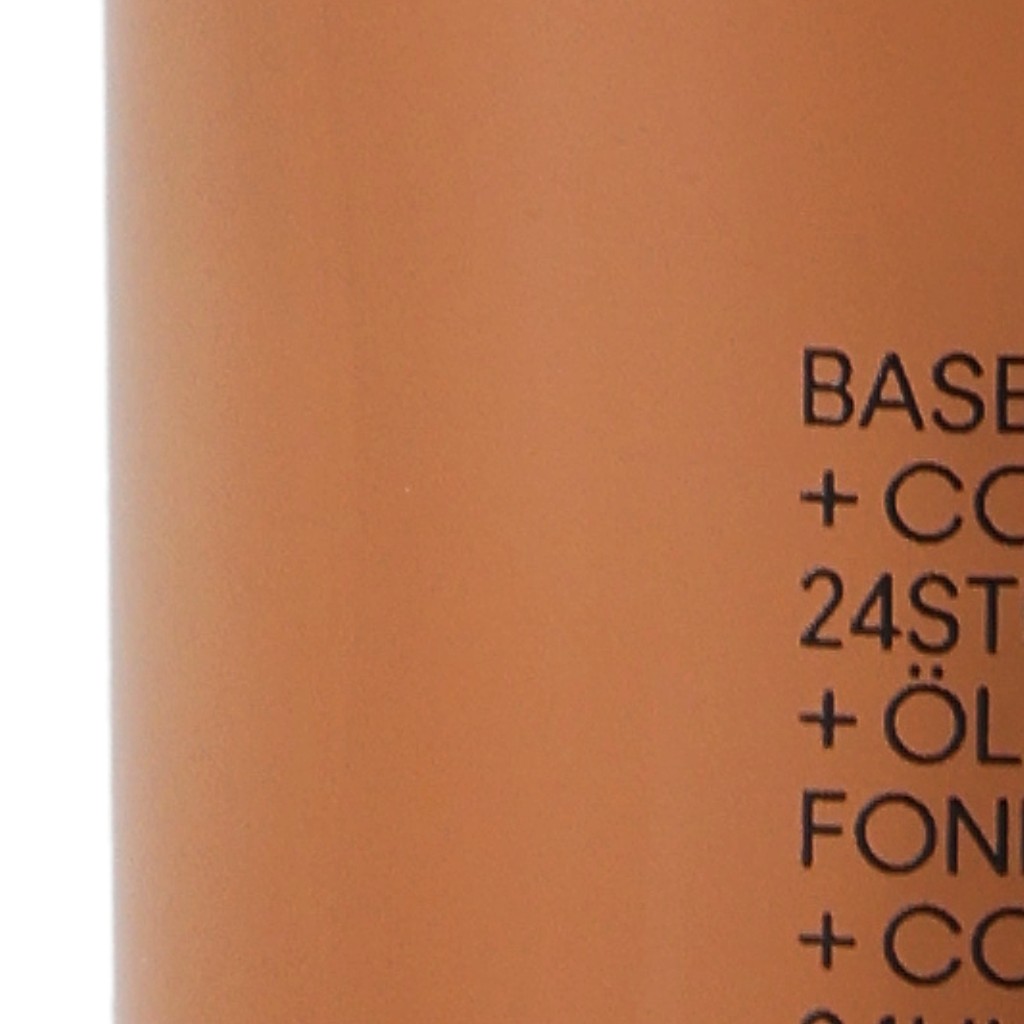 BASE
+ CO
24ST
+ ÖL
FON
+ CO